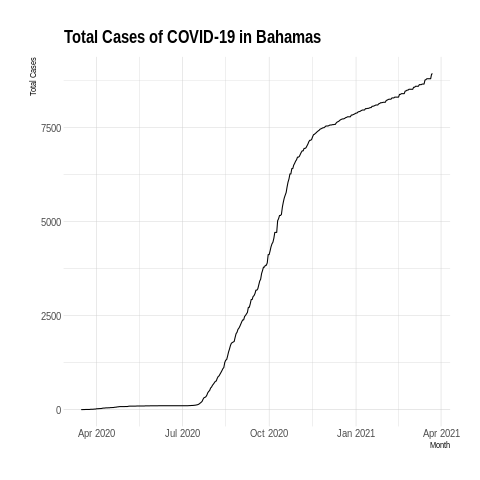 Total Cases of COVID-19 in Bahamas
Total Cases
7500
5000
2500
0
Apr 2020 Jul 2020 Oct 2020 Jan 2021 Apr 2021
Month